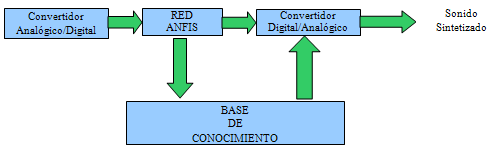 Convertidor
Analógico/Digital
RED
ANFIS
Convertidor
Digital/Analógico
Sonido
Sintetizado
BASE
DE
CONOCIMIENTO